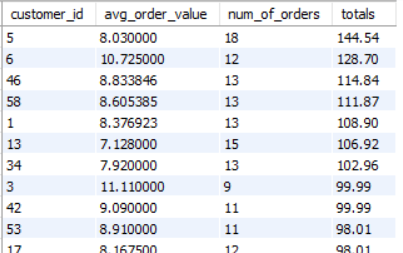 customer_id avg_order_value num_of_orders totals
5 8.030000 18 144.54
6 10.725000 12 128.70
46 8.833846 13 114.84
58 8.605385 13 111.87
1 8.376923 13 108.90
13 7.128000 15 106.92
34 7.920000 13 102.96
3 11.110000 9 99.99
42 9.090000 11 99.99
53 8.910000 11 98.01
17 8.167500 12 98.01